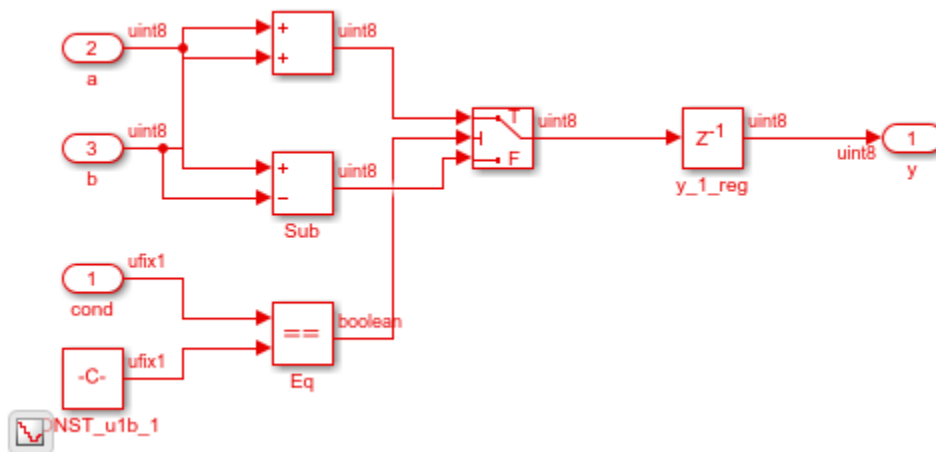 uint8
2
a
+
+
uint8
uint8
3
b
+
−
uint8
Sub
T
F
uint8
Z-1
uint8
y_1_reg
uint8
1
y
ufix1
1
cond
==
boolean
Eq
-C-
ufix1
NST_u1b_1